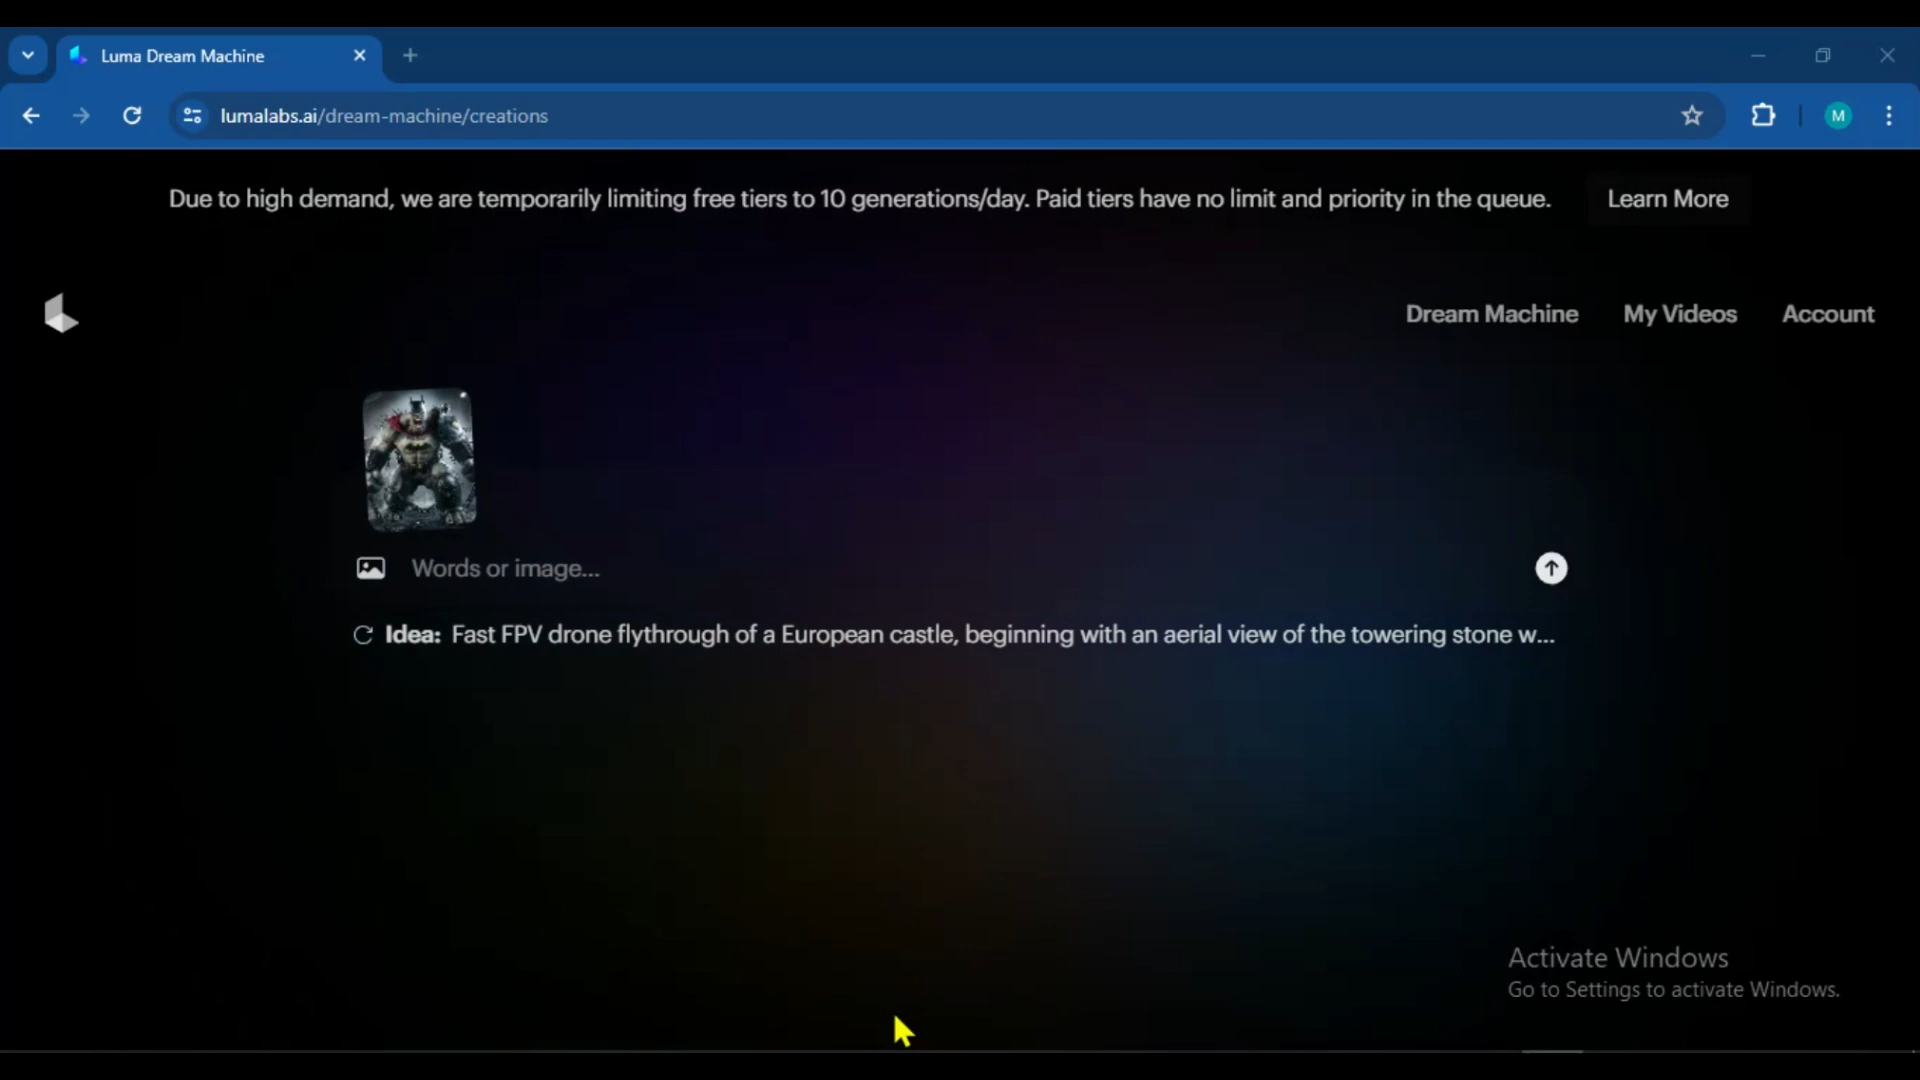 Luma Dream Machine
lumalabs.ai/dream-machine/creations
M
Due to high demand, we are temporarily limiting free tiers to 10 generations/day. Paid tiers have no limit and priority in the queue. Learn More
Dream Machine My Videos Account
Words or image...
Idea: Fast FPV drone flythrough of a European castle, beginning with an aerial view of the towering stone w...
Activate Windows
Go to Settings to activate Windows.